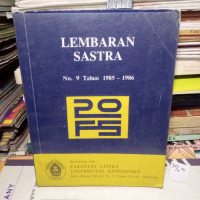 LEMBARAN
SASTRA
No. 9 Tahun 1985 - 1986
20
FS
FAKULTAS SASTRA
UNIVERSITAS DIPONEGORO